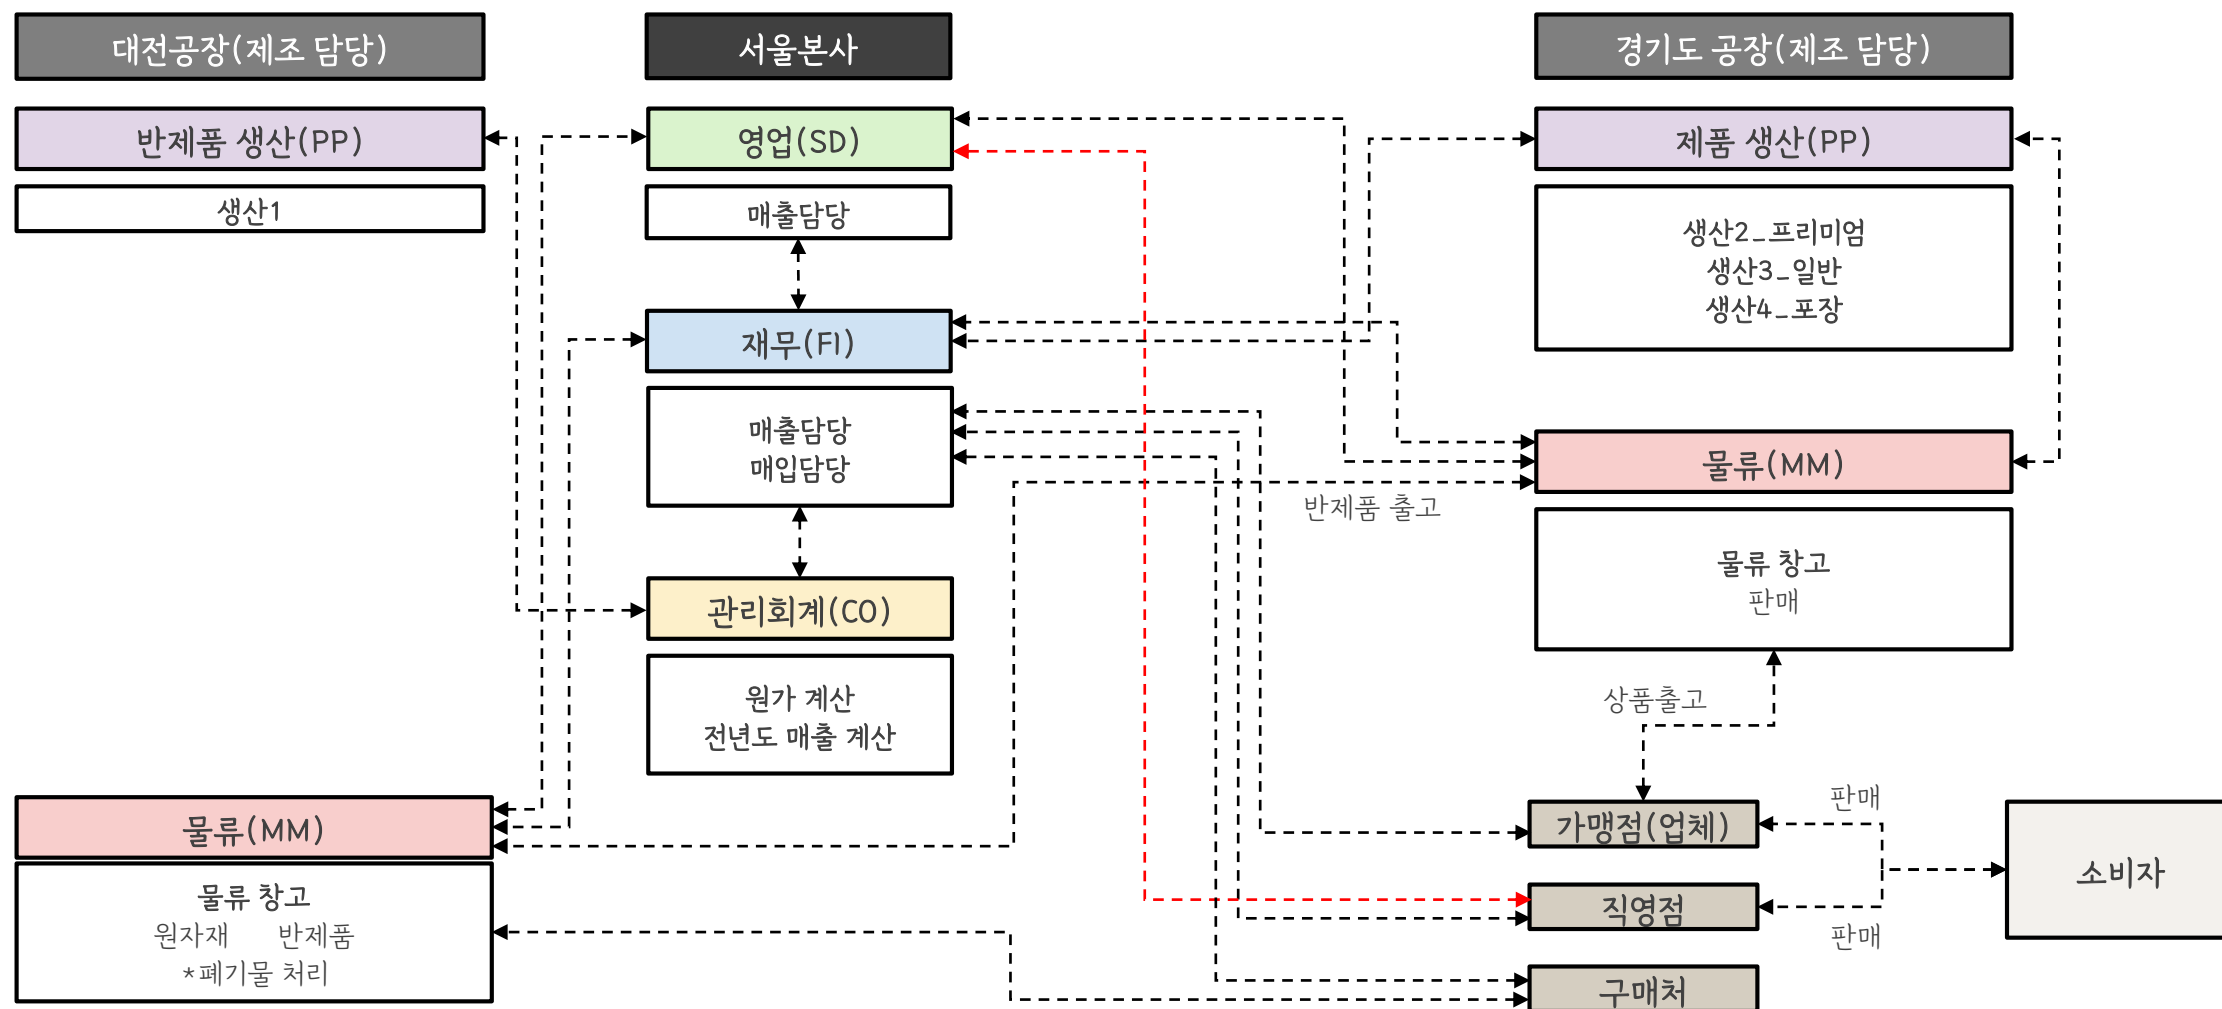 대전공장(제조 담당)
서울본사
경기도 공장(제조 담당)
반제품 생산(PP)
생산1
영업(SD)
매출담당
재무(FI)
매출담당
매입담당
관리회계(CO)
원가 계산
전년도 매출 계산
제품 생산(PP)
생산2_프리미엄
생산3_일반
생산4_포장
물류(MM)
반제품 출고
물류 창고
판매
상품출고
물류(MM)
물류 창고
원자재 반제품
*폐기물 처리
가맹점(업체)
판매
직영점
판매
구매처
소비자